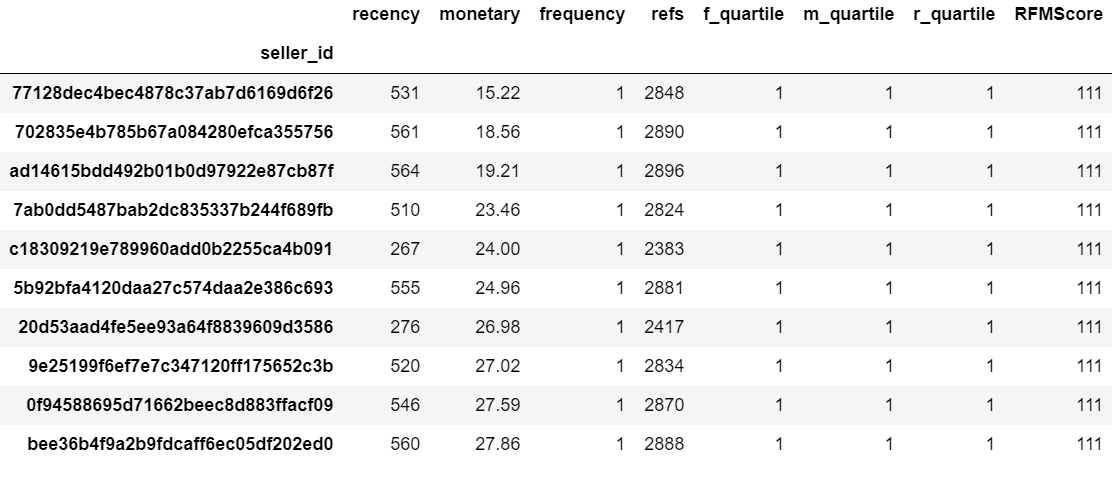 recency monetary frequency refs f_quartile m_quartile r_quartile RFMScore
seller_id
77128dec4bec4878c37ab7d6169d6f26 531 15.22 1 2848 1 1 1 111
702835e4b785b67a084280efca355756 561 18.56 1 2890 1 1 1 111
ad14615bdd492b01b0d97922e87cb87f 564 19.21 1 2896 1 1 1 111
7ab0dd5487bab2dc835337b244f689fb 510 23.46 1 2824 1 1 1 111
c18309219e789960add0b2255ca4b091 267 24.00 1 2383 1 1 1 111
5b92bfa4120daa27c574daa2e386c693 555 24.96 1 2881 1 1 1 111
20d53aad4fe5ee93a64f8839609d3586 276 26.98 1 2417 1 1 1 111
9e25199f6ef7e7c347120ff175652c3b 520 27.02 1 2834 1 1 1 111
0f94588695d71662beec8d883ffacf09 546 27.59 1 2870 1 1 1 111
bee36b4f9a2b9fdcaff6ec05df202ed0 560 27.86 1 2888 1 1 1 111